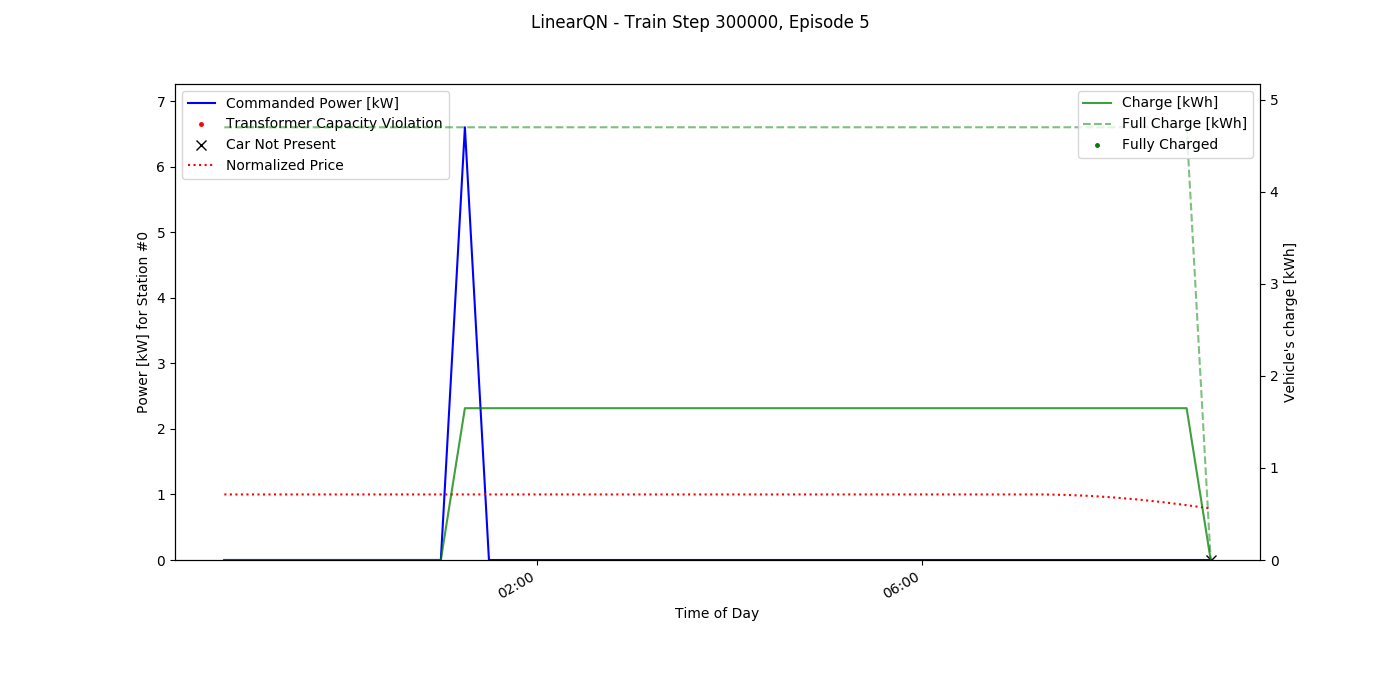 LinearQN - Train Step 300000, Episode 5
Commanded Power [kW]
Transformer Capacity Violation
Car Not Present
Normalized Price
Charge [kWh]
Full Charge [kWh]
Fully Charged
Power [kW] for Station #0
7
6
5
4
3
2
1
0
5
4
3
2
1
0
Vehicle's charge [kWh]
02:00
06:00
Time of Day